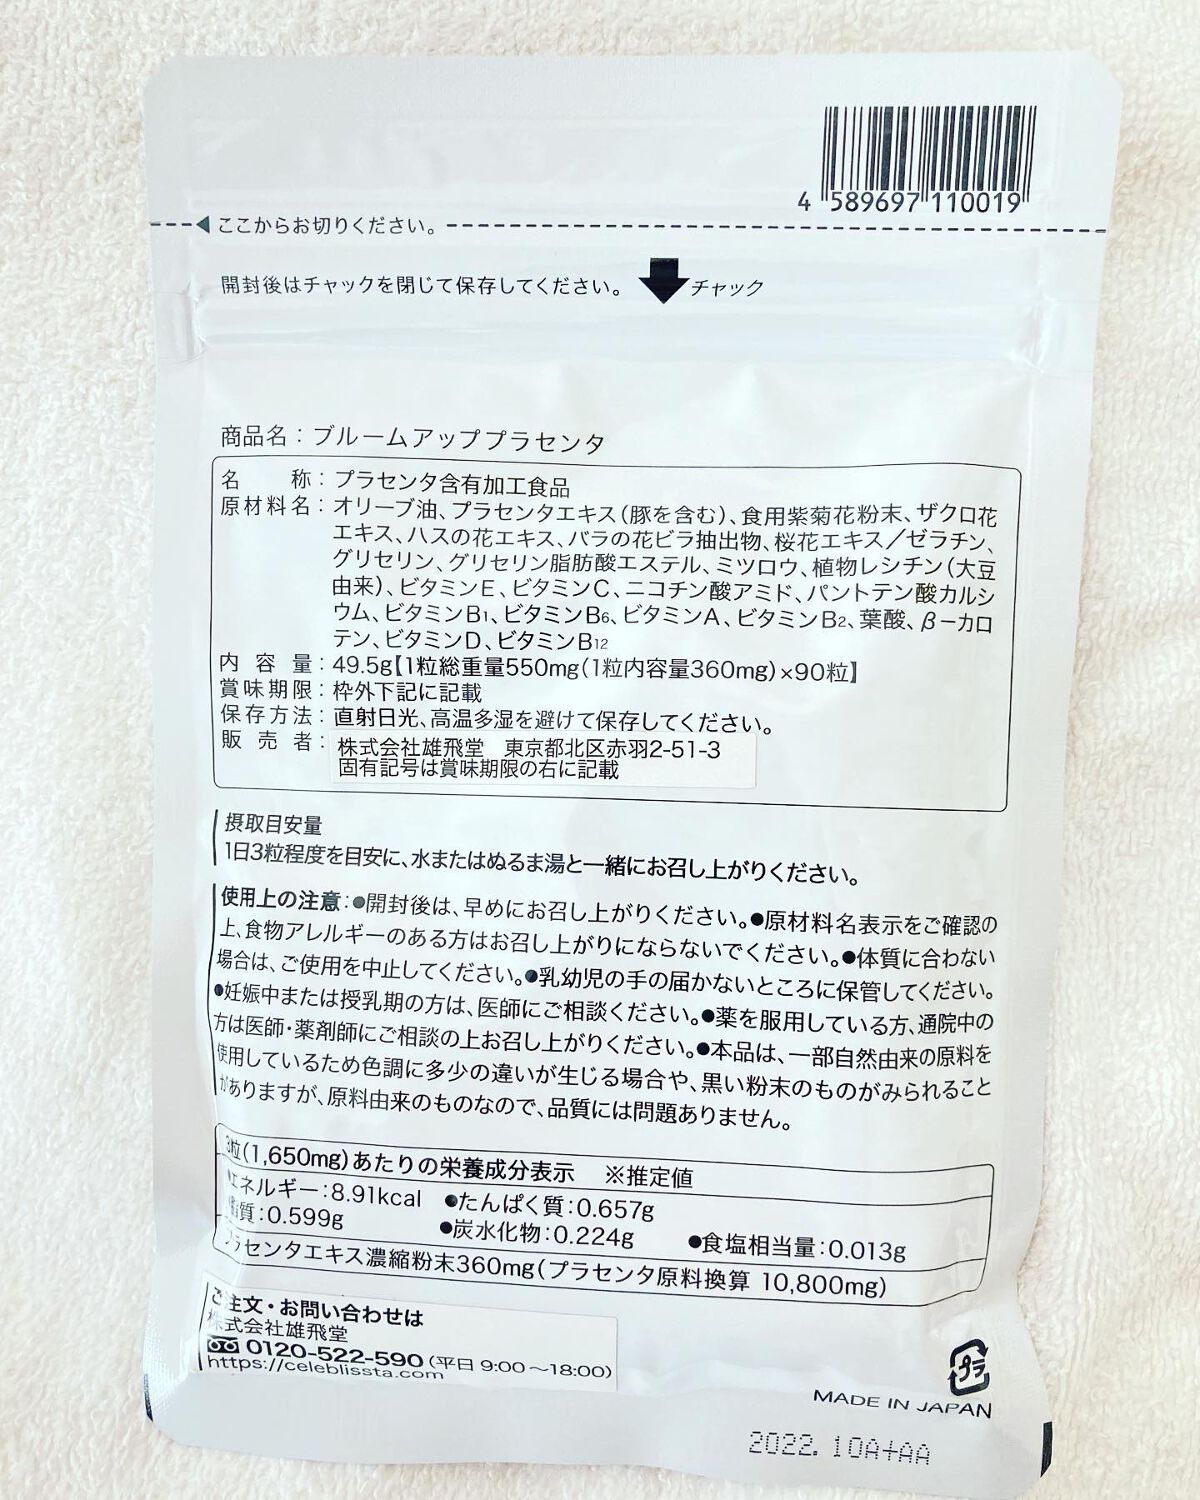 4 589697 110019
ここからお切りください。
開封後はチャックを閉じて保存してください。 チャック
商品名：ブルームアッププラセンタ
名称：プラセンタ含有加工食品
原材料名：オリーブ油、プラセンタエキス(豚を含む)、食用紫菊花粉末、ザクロ花
エキス、ハスの花エキス、バラの花ビラ抽出物、桜花エキス／ゼラチン、
グリセリン、グリセリン脂肪酸エステル、ミツロウ、植物レシチン(大豆
由来)、ビタミンE、ビタミンC、ニコチン酸アミド、パントテン酸カルシ
ウム、ビタミンB1、ビタミンB6、ビタミンA、ビタミンB2、葉酸、β-カロ
テン、ビタミンD、ビタミンB12
内容量：49.5g【1粒総重量550mg(1粒内容量360mg)×90粒】
賞味期限：枠外下記に記載
保存方法：直射日光、高温多湿を避けて保存してください。
販売者：株式会社雄飛堂 東京都北区赤羽2-51-3
固有記号は賞味期限の右に記載
摂取目安量
1日3粒程度を目安に、水またはぬるま湯と一緒にお召し上がりください。
使用上の注意：●開封後は、早めにお召し上がりください。●原材料名表示をご確認の
上、食物アレルギーのある方はお召し上がりにならないでください。●体質に合わない
場合は、ご使用を中止してください。●乳幼児の手の届かないところに保管してください。
●妊娠中または授乳期の方は、医師にご相談ください。●薬を服用している方、通院中の
方は医師・薬剤師にご相談の上お召し上がりください。●本品は、一部自然由来の原料を
使用しているため色調に多少の違いが生じる場合や、黒い粉末のものがみられること
がありますが、原料由来のものなので、品質には問題ありません。
3粒(1,650mg)あたりの栄養成分表示 ※推定値
エネルギー：8.91kcal ●たんぱく質：0.657g
脂質：0.599g ●炭水化物：0.224g ●食塩相当量：0.013g
プラセンタエキス濃縮粉末360mg(プラセンタ原料換算 10,800mg)
ご注文・お問い合わせは
株式会社雄飛堂
0120-522-590(平日 9:00～18:00)
https://celeblissta.com
プラ
MADE IN JAPAN
2022.10A+AA